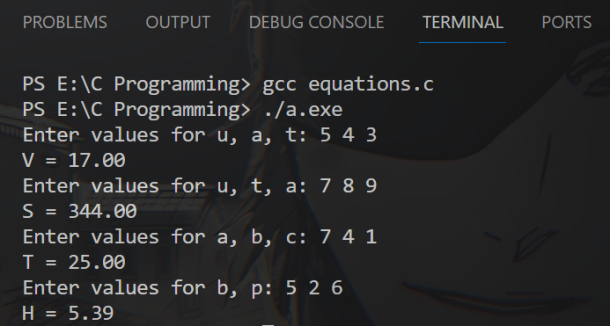 PROBLEMS OUTPUT DEBUG CONSOLE TERMINAL PORTS
PS E:\C Programming> gcc equations.c
PS E:\C Programming> ./a.exe
Enter values for u, a, t: 5 4 3
V = 17.00
Enter values for u, t, a: 7 8 9
S = 344.00
Enter values for a, b, c: 7 4 1
T = 25.00
Enter values for b, p: 5 2 6
H = 5.39